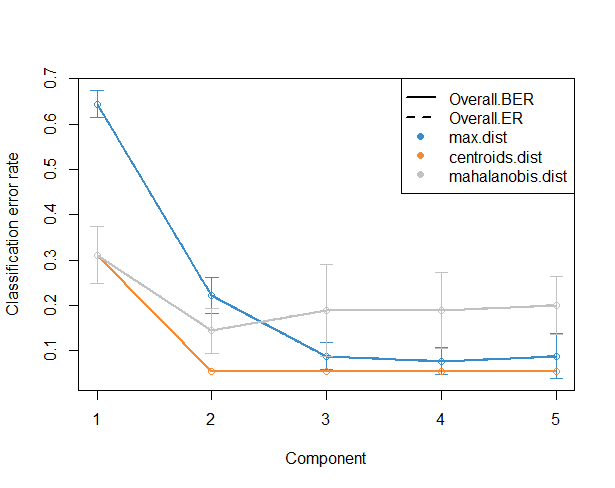 Overall.BER
Overall.ER
max.dist
centroids.dist
mahalanobis.dist
Classification error rate
0.7
0.6
0.5
0.4
0.3
0.2
0.1
1 2 3 4 5
Component